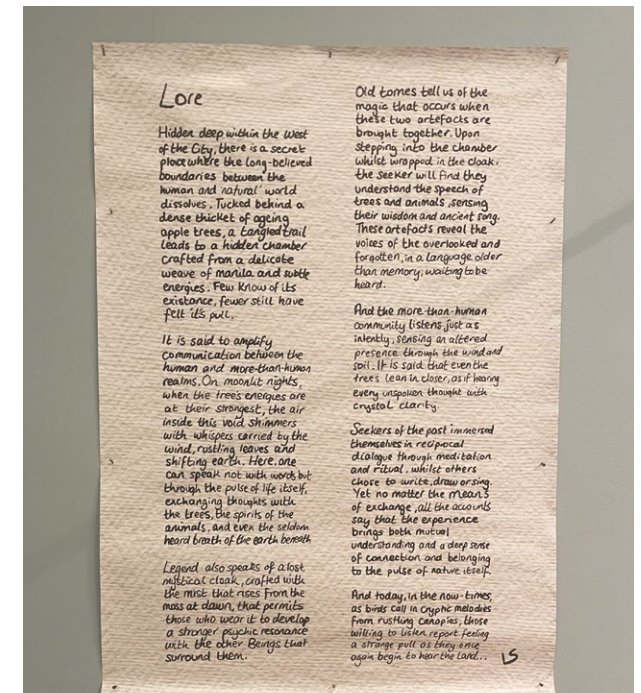 Lore
Hidden deep within the West
of the City, there is a secret
place where the long-believed
boundaries between the
human and 'natural' world
dissolves. Tucked behind a
dense thicket of ageing
apple trees, a tangled trail
leads to a hidden chamber
crafted from a delicate
weave of manila and subtle
energies. Few know of its
existance, fewer still have
felt it's pull.
It is said to amplify
communication between the
human and more-than-human
realms. On moonlit nights,
when the tree's energies are
at their strongest, the air
inside this void shimmers
with whispers carried by the
wind, rustling leaves and
shifting earth. Here, one
can speak not with words but
through the pulse of life itself,
exchanging thoughts with
the trees, the spirits of the
animals, and even the seldom
heard breath of the earth beneath
Legend also speaks of a lost
mystical cloak, crafted with
the mist that rises from the
moss at dawn, that permits
those who wear it to develop
a stronger psychic resonance
with the other Beings that
surround them.
Old tomes tell us of the
magic that occurs when
these two artefacts are
brought together. Upon
stepping into the chamber
whilst wrapped in the cloak,
the seeker will find they
understand the speech of
trees and animals, sensing
their wisdom and ancient song.
These artefacts reveal the
voices of the overlooked and
forgotten, in a language older
than memory, waiting to be
heard.
And the more-than-human
community listens just as
intently, sensing an altered
presence through the wind and
soil. It is said that even the
trees lean in closer, as if hearing
every unspoken thought with
crystal clarity
Seekers of the past immersed
themselves in reciprocal
dialogue through meditation
and ritual, whilst others
chose to write, draw or sing.
Yet no matter the means
of exchange, all the accounts
say that the experience
brings both mutual
understanding and a deep sense
of connection and belonging
to the pulse of nature itself.
And today, in the now-times,
as birds call in cryptic melodies
from rustling canopies, those
willing to listen report feeling
a strange pull as they once
again begin to hear the land...
LS